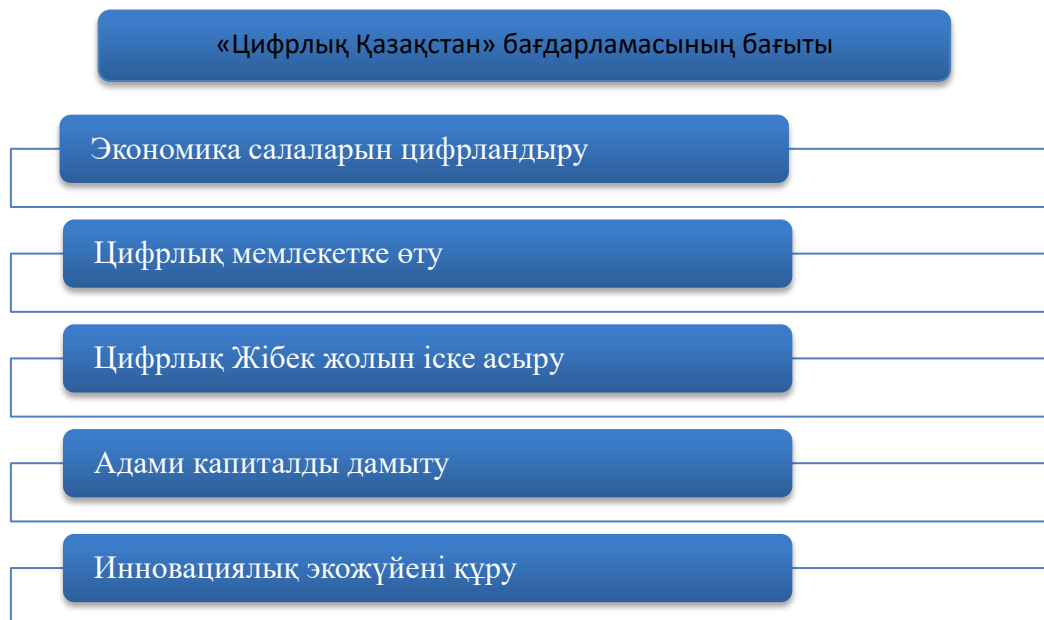 «Цифрлық Қазақстан» бағдарламасының бағыты
Экономика салаларын цифрландыру
Цифрлық мемлекетке өту
Цифрлық Жібек жолын іске асыру
Адами капиталды дамыту
Инновациялық экожүйені құру